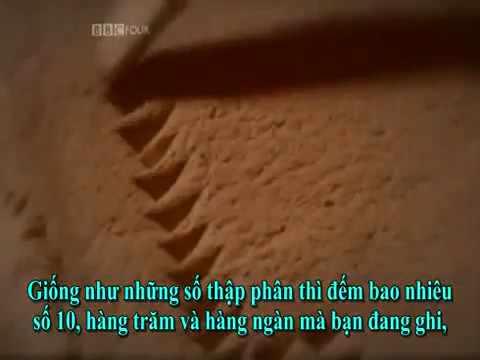 BBC FOUR
Giống như những số thập phân thì đếm bao nhiêu
số 10, hàng trăm và hàng ngàn mà bạn đang ghi,